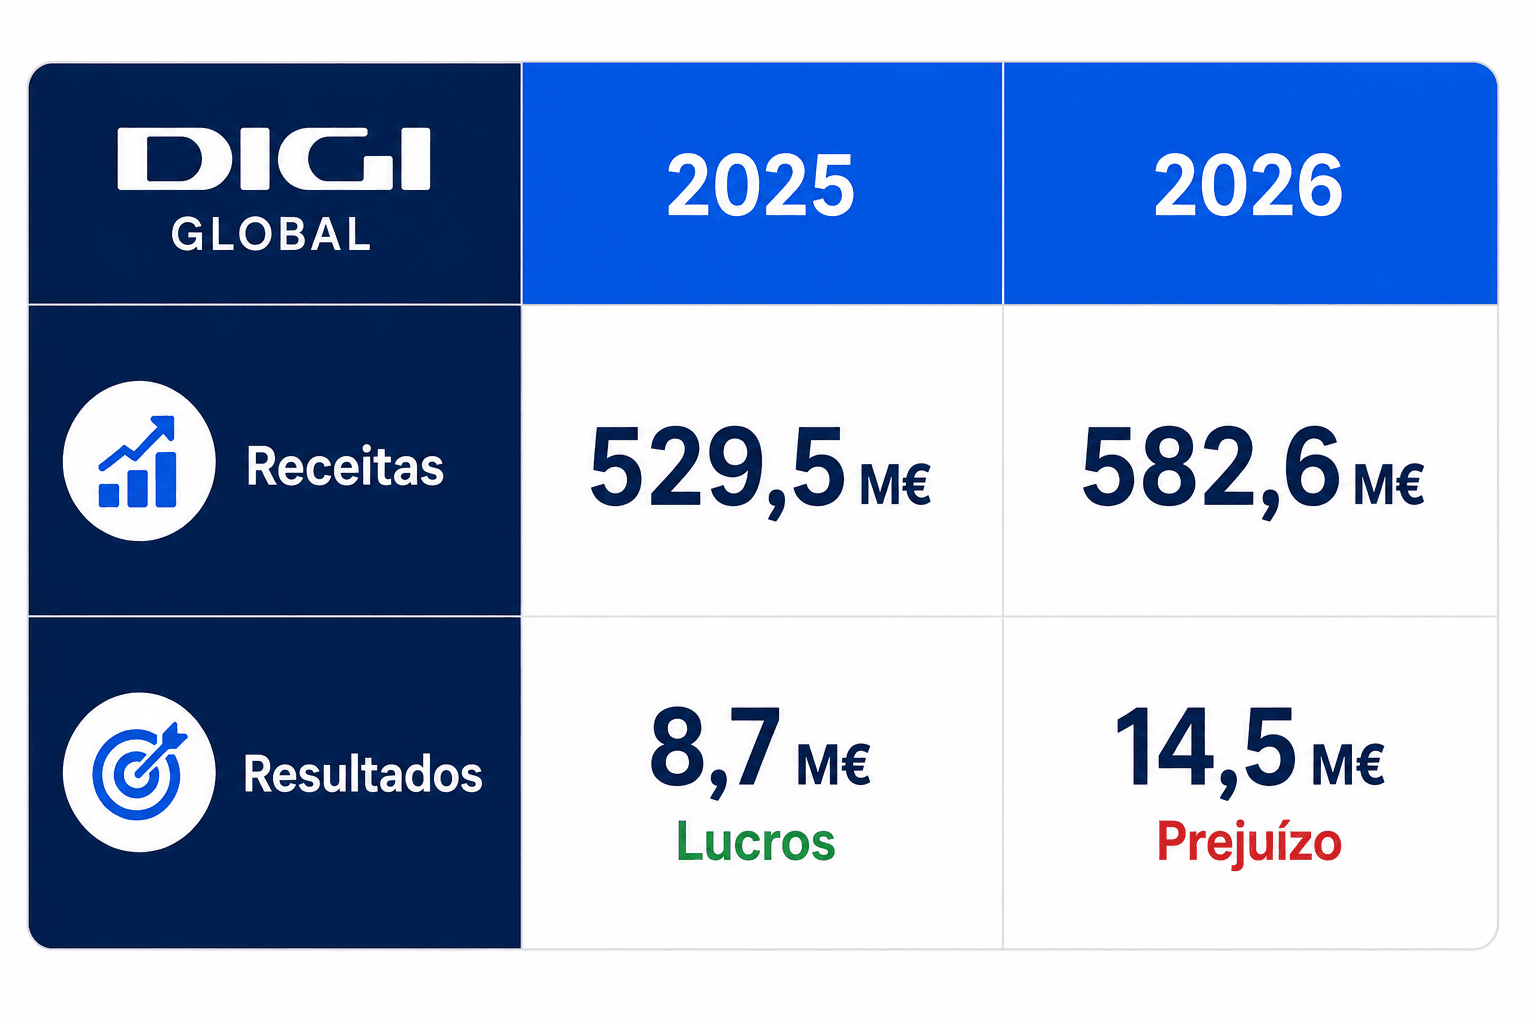 DIGI
GLOBAL
2025
2026
Receitas
529,5 M€
582,6 M€
Resultados
8,7 M€
Lucros
14,5 M€
Prejuízo